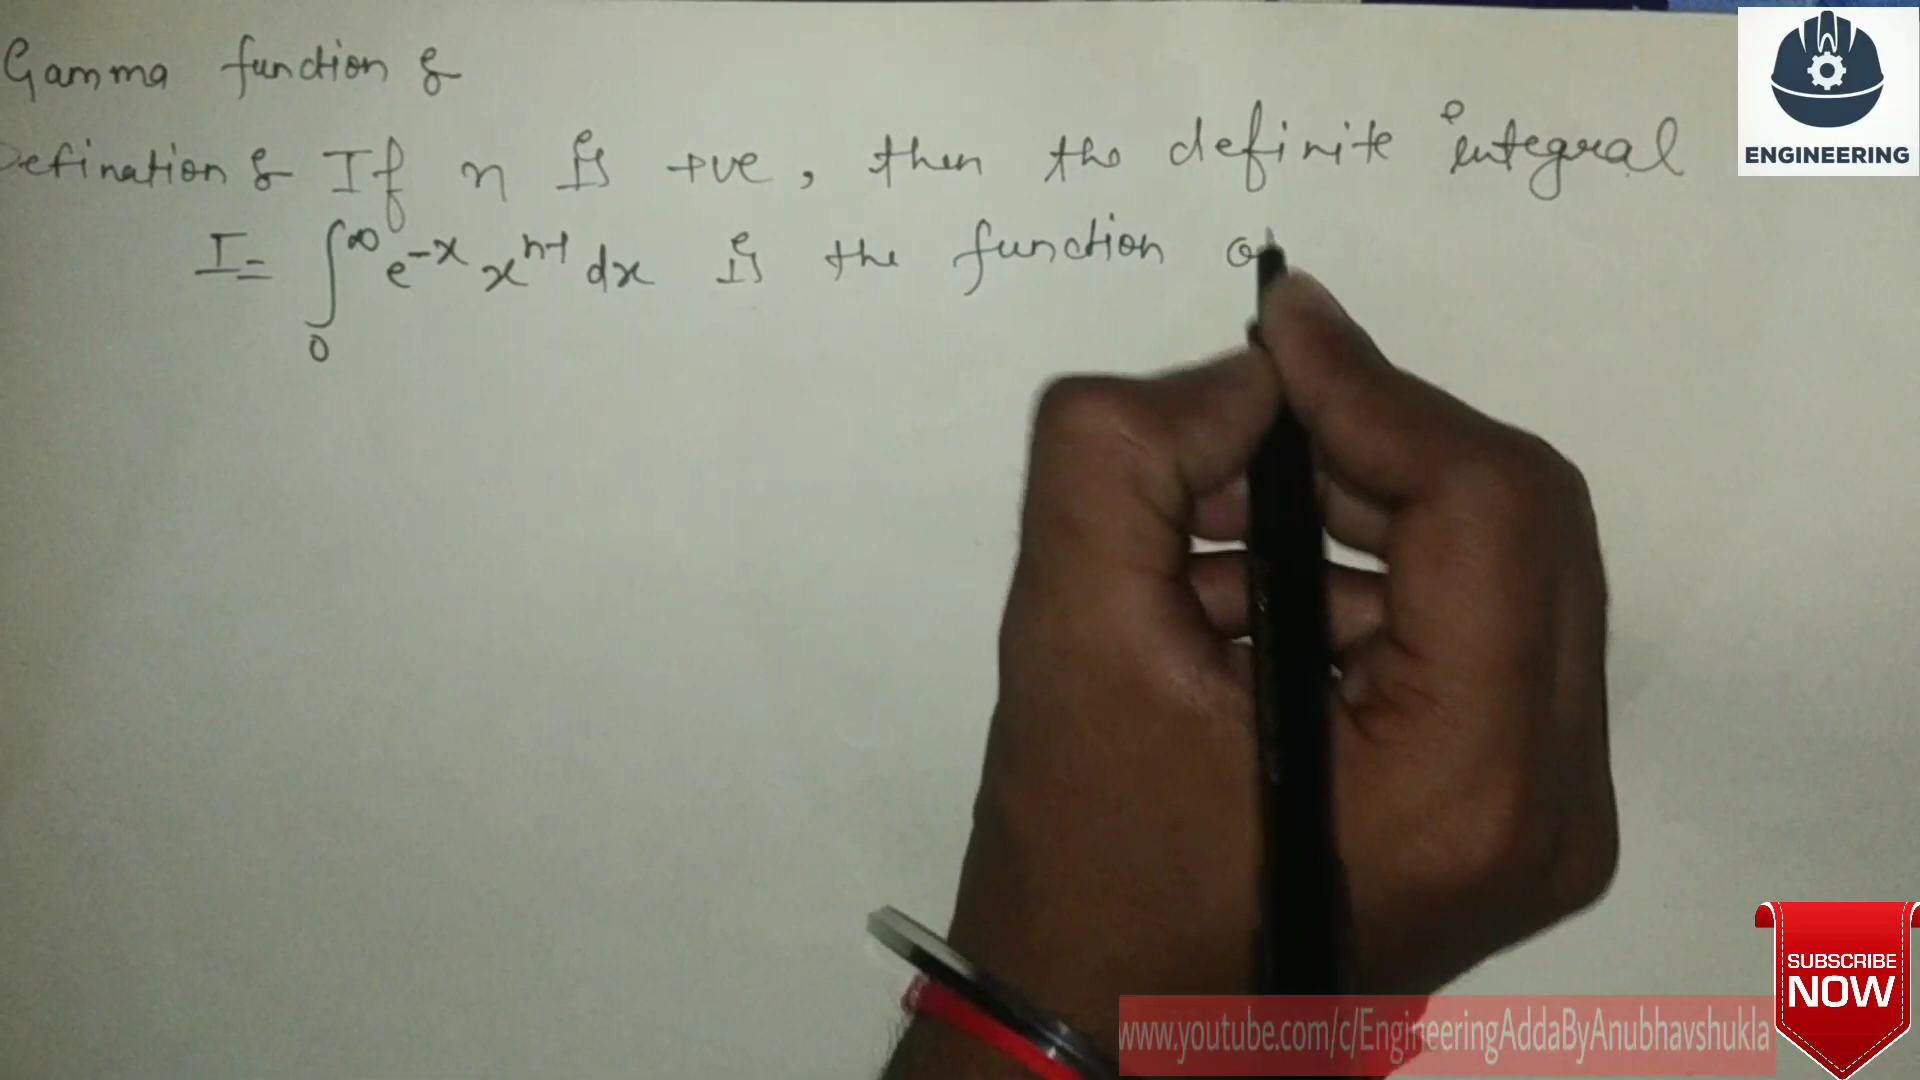 Gamma function :-
Defination :- If n is +ve, then the definite integral
I = ∫₀^∞ e^-x x^n-1 dx is the function o
ENGINEERING
www.youtube.com/c/EngineeringAddaByAnubhavshukla
SUBSCRIBE
NOW